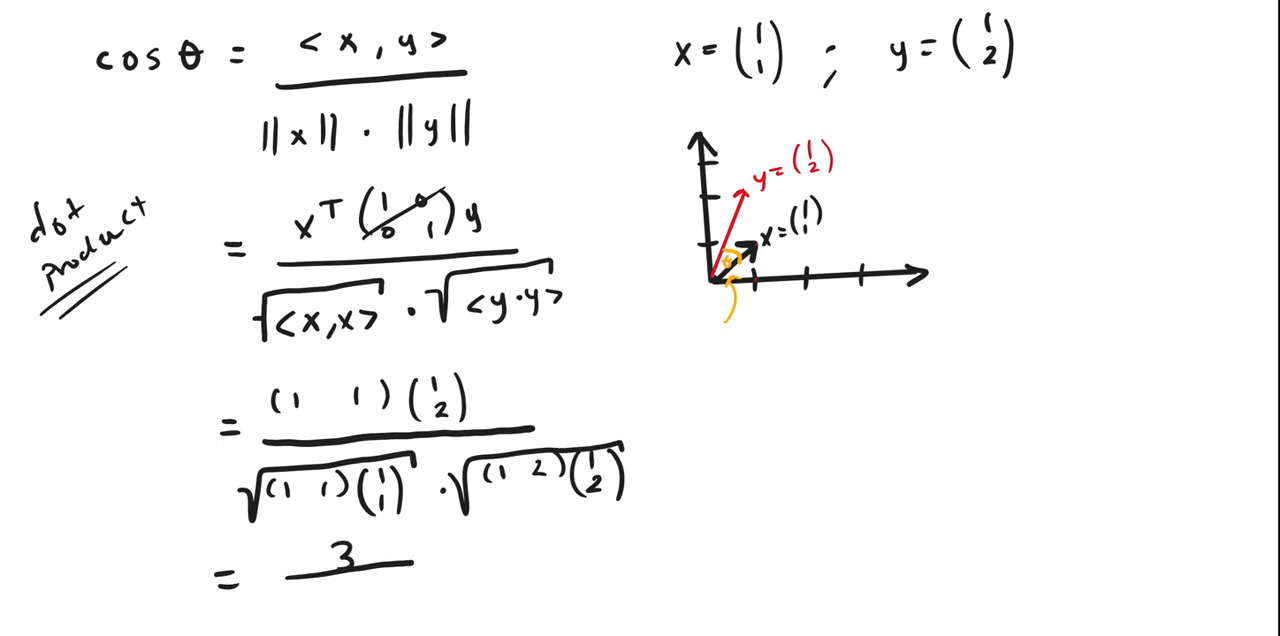 cos θ = < x , y > / ||x|| · ||y||
x = (1 1) ; y = (1 2)
dot product
= x^T (1 0 0 1) y / √<x,x> · √<y·y>
y = (1 2)
x = (1 1)
θ
= (1 1) (1 2) / √(1 1)(1 1) · √(1 2)(1 2)
= 3